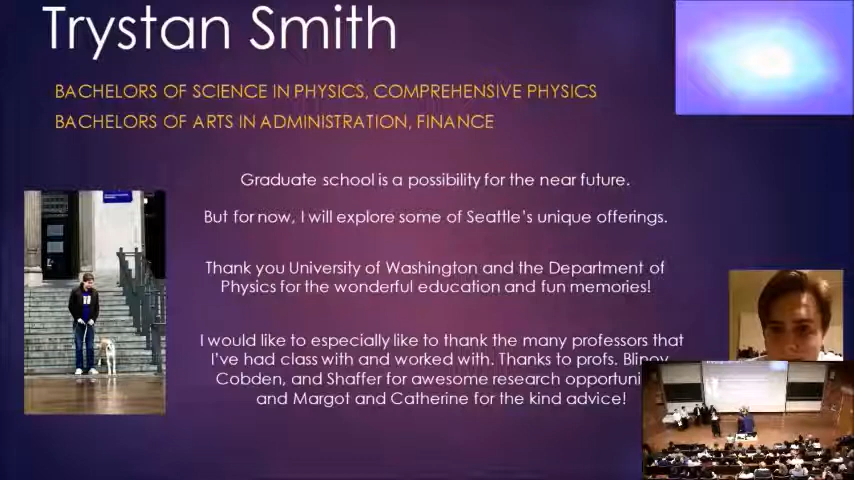 Trystan Smith
BACHELORS OF SCIENCE IN PHYSICS, COMPREHENSIVE PHYSICS
BACHELORS OF ARTS IN ADMINISTRATION, FINANCE
Graduate school is a possibility for the near future.
But for now, I will explore some of Seattle's unique offerings.
Thank you University of Washington and the Department of
Physics for the wonderful education and fun memories!
I would like to especially like to thank the many professors that
I've had class with and worked with. Thanks to profs.
Cobden, and Shaffer for awesome research
and Margot and Catherine for the kind advice!